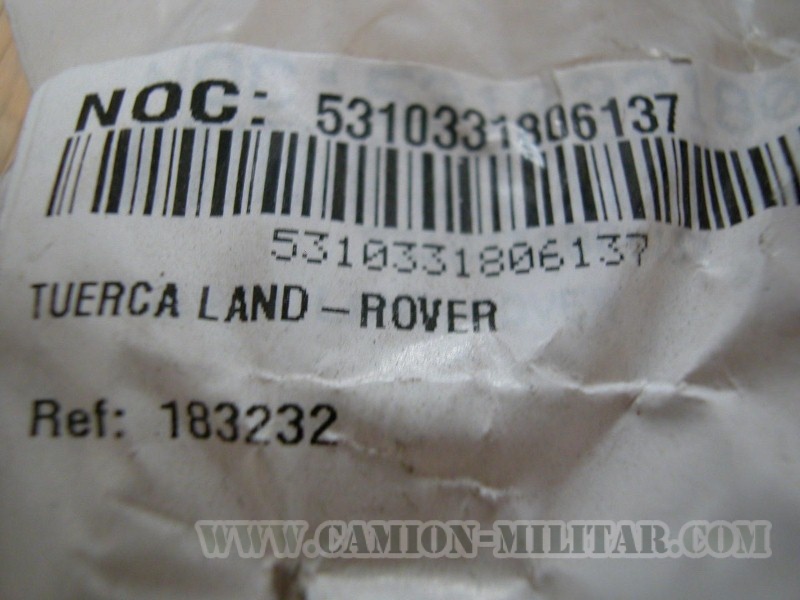 NOC: 5310331806137
5310331806137
TUERCA LAND-ROVER
Ref: 183232
WWW.CAMION-MILITAR.COM